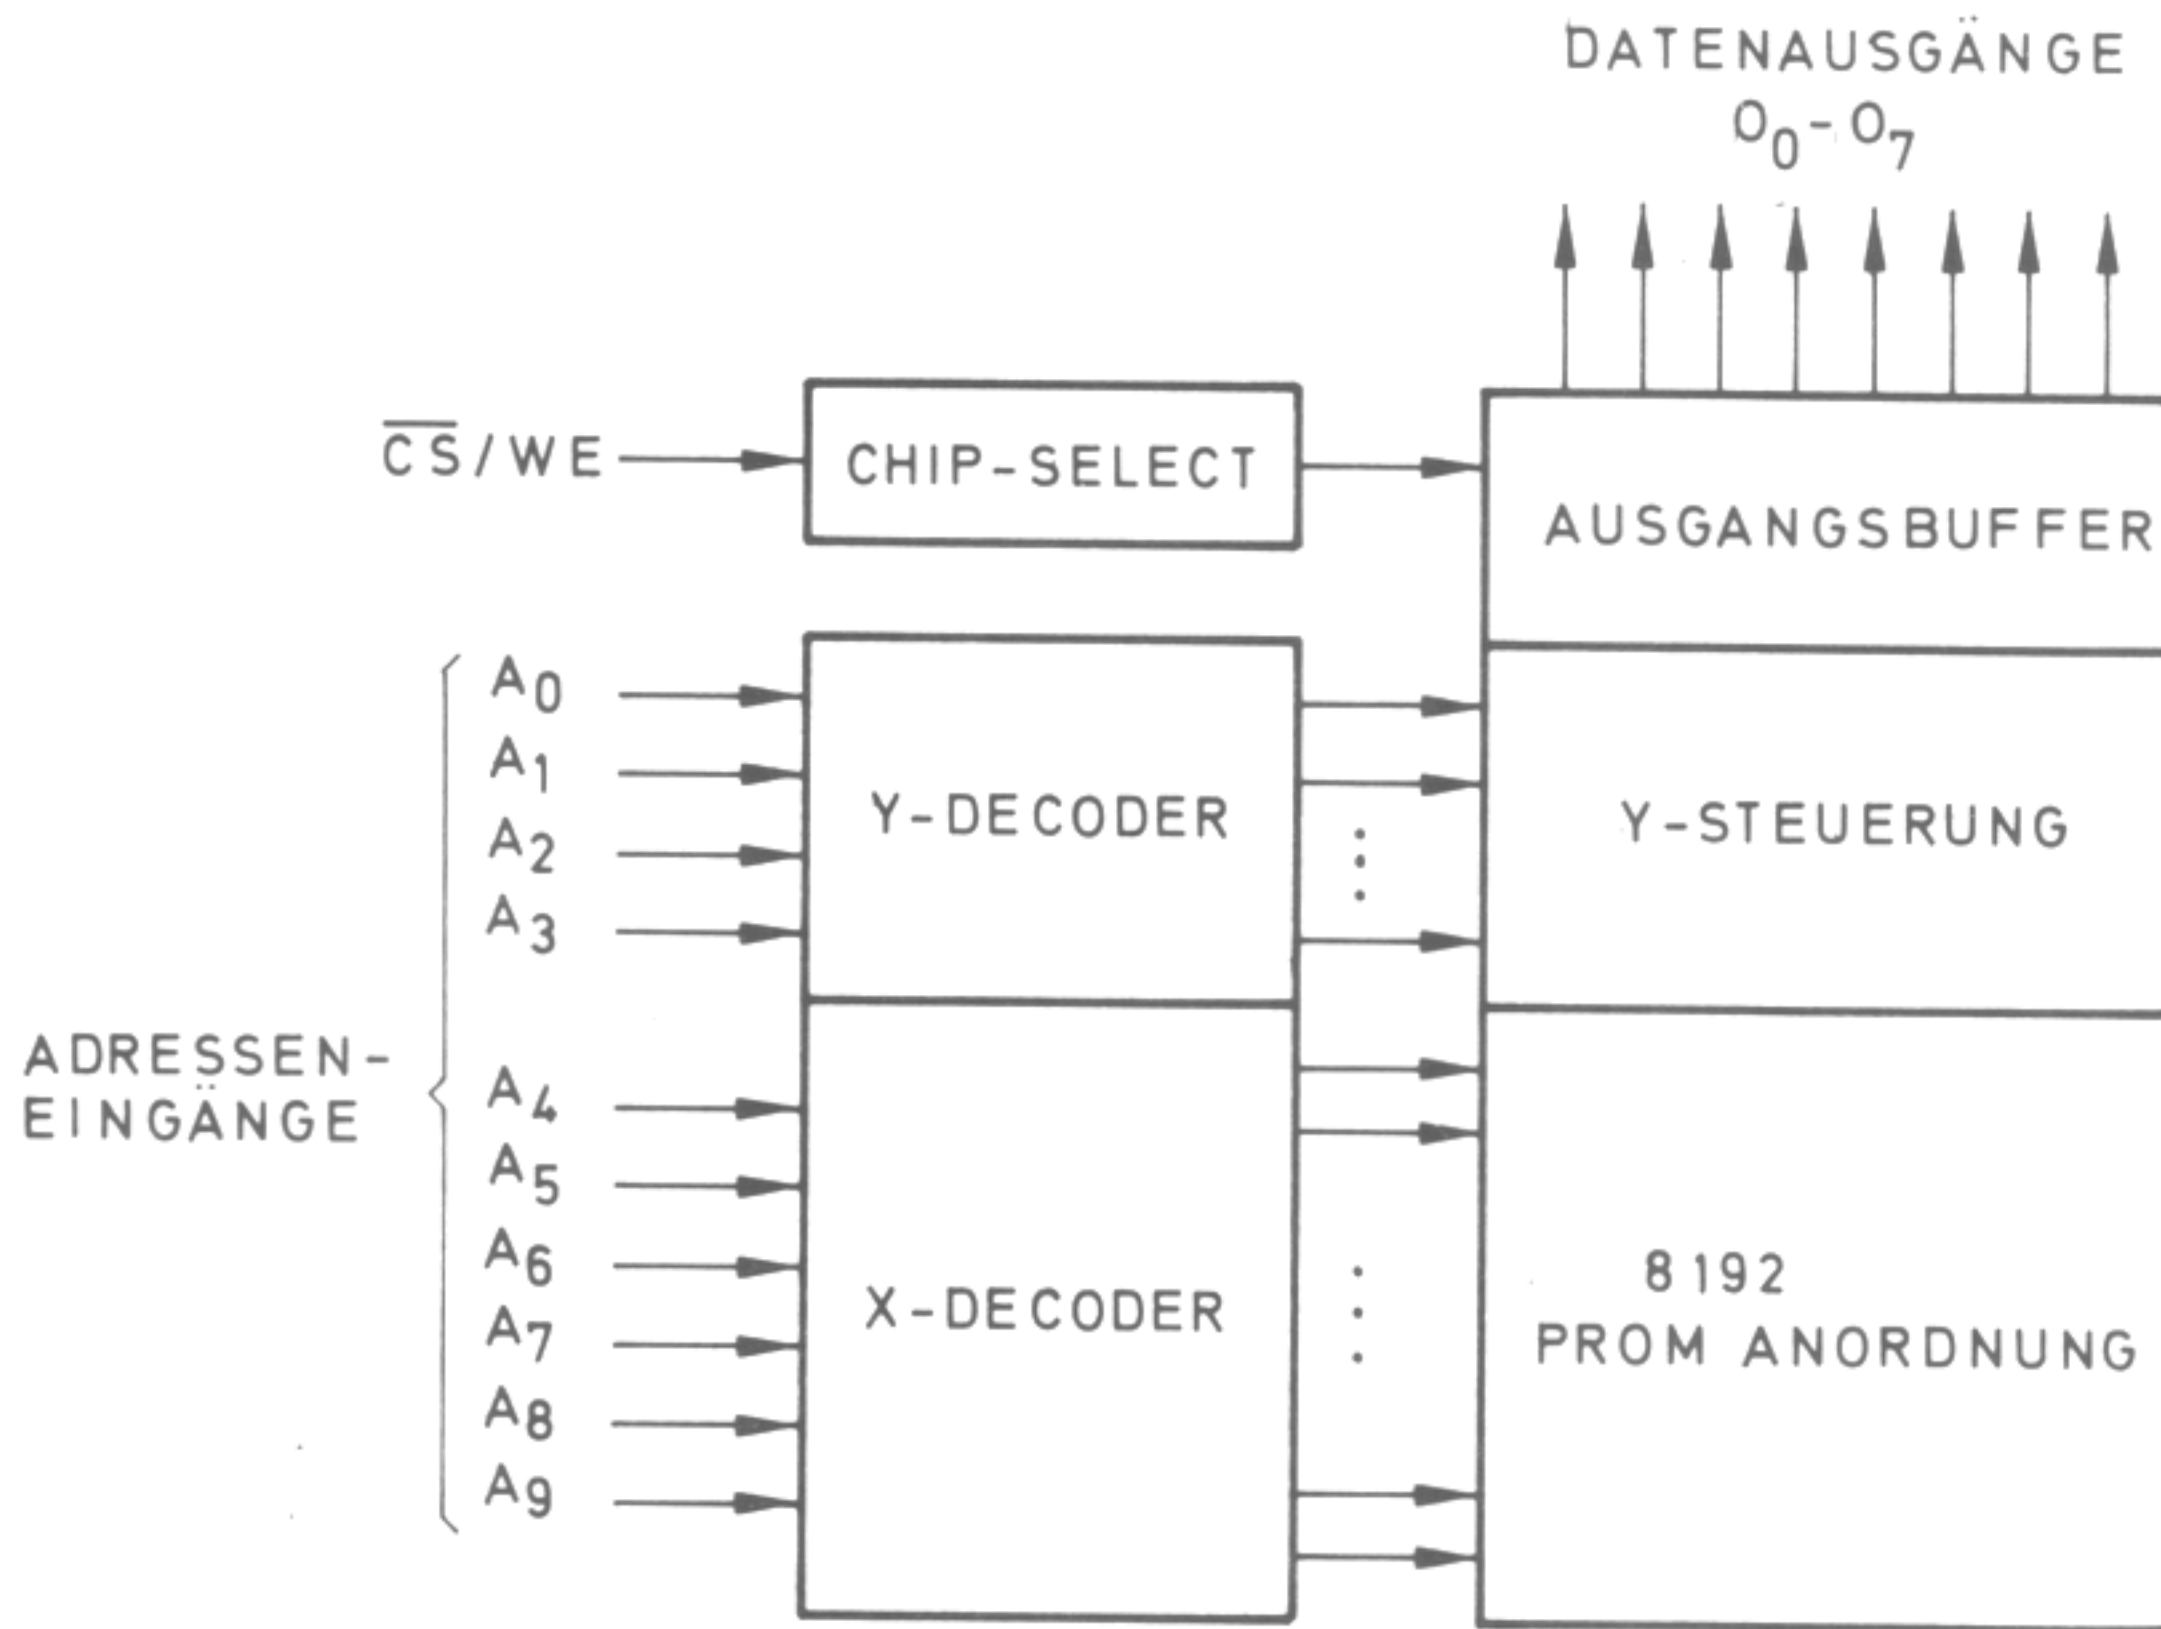 DATENAUSGÄNGE
O₀-O₇
C̅S̅/WE
CHIP-SELECT
AUSGANGSBUFFER
A₀
A₁
A₂
A₃
Y-DECODER
Y-STEUERUNG
ADRESSEN-
EINGÄNGE
A₄
A₅
A₆
A₇
A₈
A₉
X-DECODER
8192
PROM ANORDNUNG